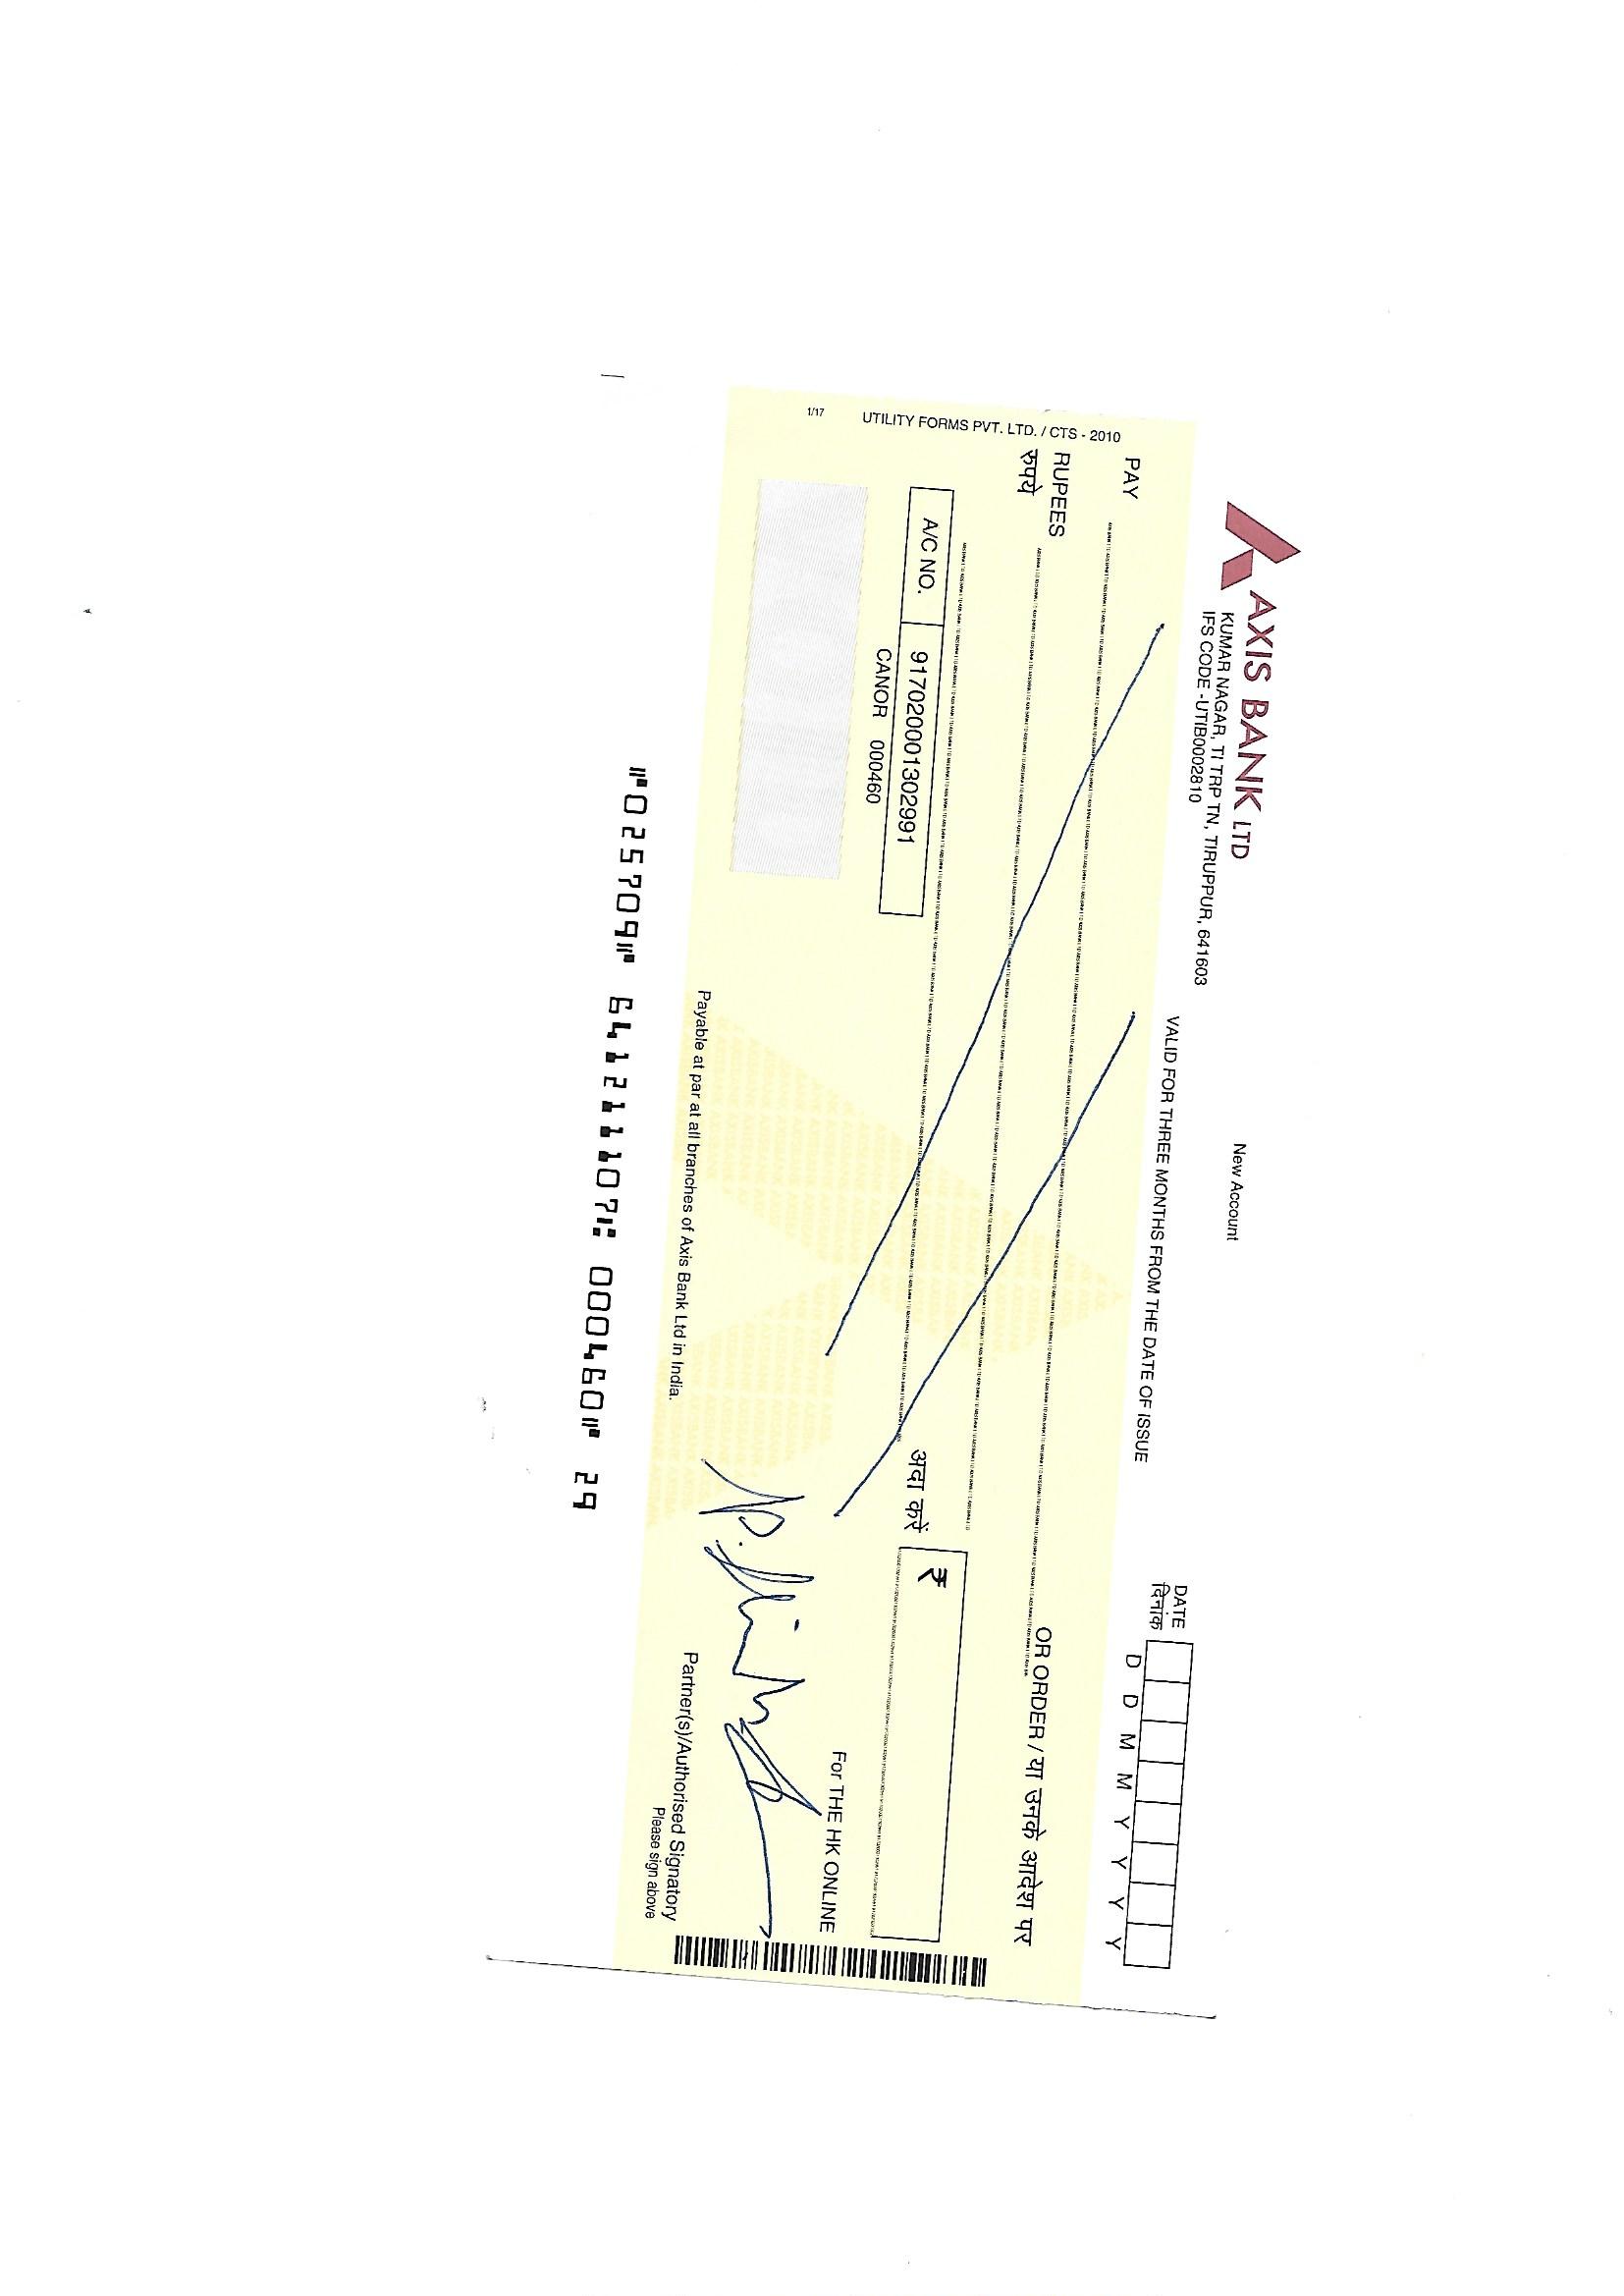 AXIS BANK LTD
KUMAR NAGAR, TI TRP TN, TIRUPPUR, 641603
IFS CODE - UTIB0002810
New Account
VALID FOR THREE MONTHS FROM THE DATE OF ISSUE
DATE
दिनांक
D D M M Y Y Y Y
PAY
OR ORDER / या उनके आदेश पर
RUPEES
रुपये
अदा करें
₹
A/C NO. 917020001302991
CANOR 000460
For THE HK ONLINE
Partner(s)/Authorised Signatory
Please sign above
Payable at par at all branches of Axis Bank Ltd in India.
UTILITY FORMS PVT. LTD. / CTS - 2010
1/17
⑈025709⑈ 641211107⑆ 000460⑈ 29